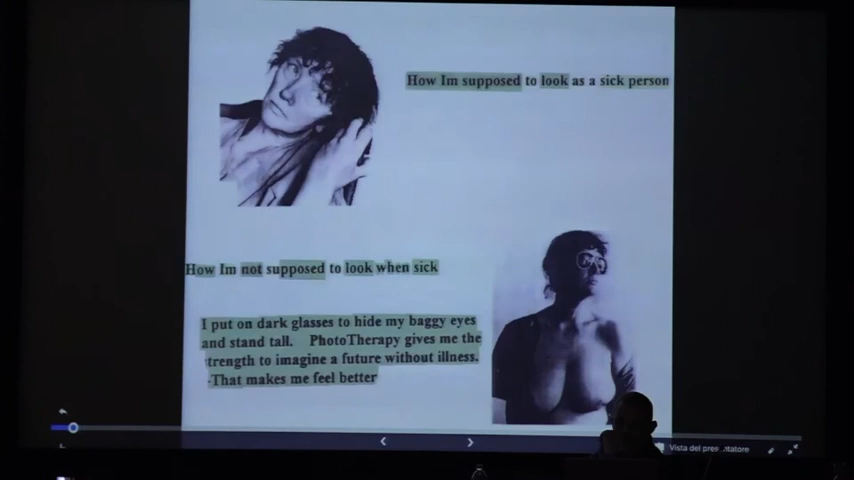 How Im supposed to look as a sick person
How Im not supposed to look when sick
I put on dark glasses to hide my baggy eyes
and stand tall. PhotoTherapy gives me the
strength to imagine a future without illness.
-That makes me feel better
Vista del